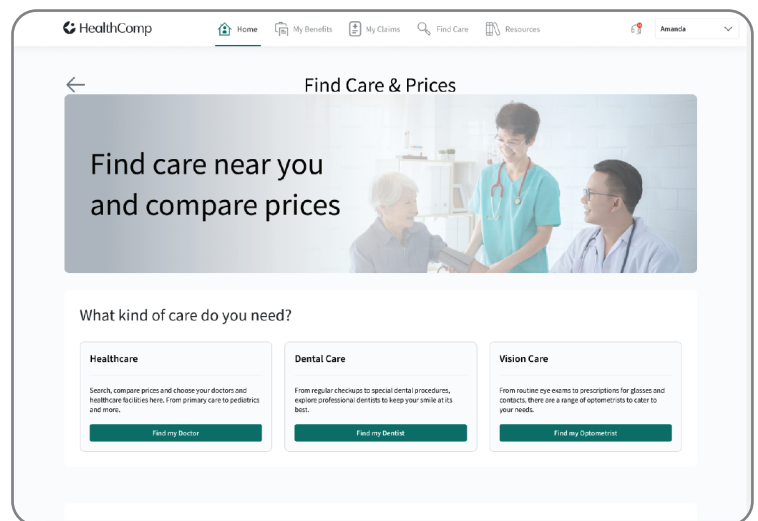 HealthComp
Home
My Benefits
My Claims
Find Care
Resources
Amanda
Find Care & Prices
Find care near you
and compare prices
What kind of care do you need?
Healthcare
Search, compare prices and choose your doctors and
healthcare facilities here. From primary care to pediatrics
and more.
Find my Doctor
Dental Care
From regular checkups to special dental procedures,
explore professional dentists to keep your smile at its
best.
Find my Dentist
Vision Care
From routine eye exams to prescriptions for glasses and
contacts, there are a range of optometrists to cater to
your needs.
Find my Optometrist